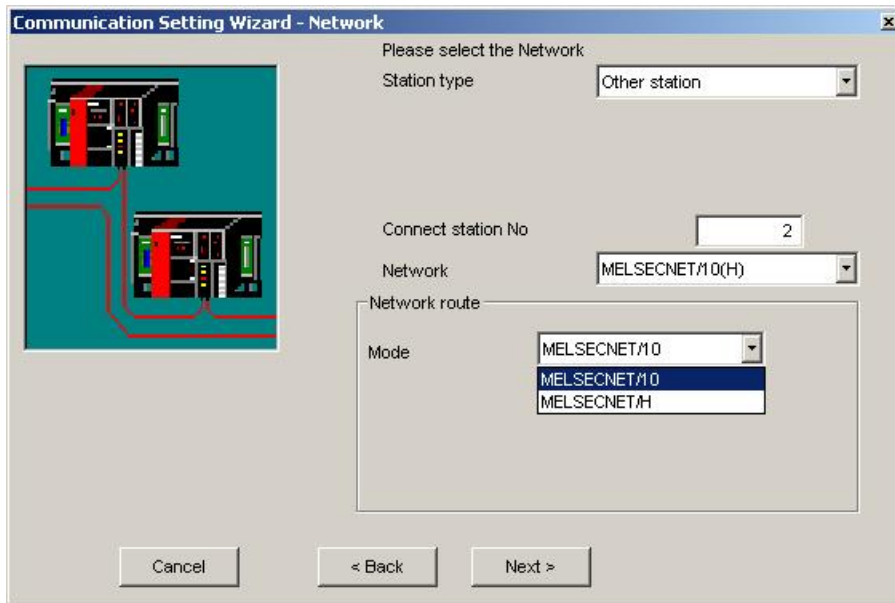 Communication Setting Wizard - Network
Please select the Network
Station type
Other station
Connect station No
2
Network
MELSECNET/10(H)
Network route
Mode
MELSECNET/10
MELSECNET/10
MELSECNET/H
Cancel
< Back
Next >